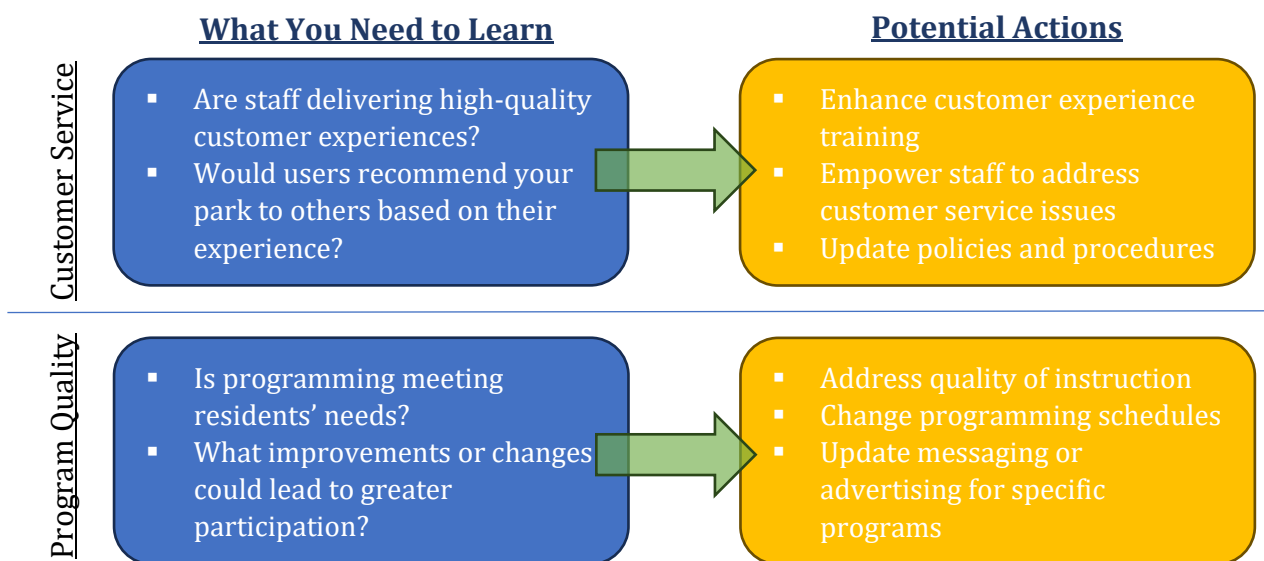 What You Need to Learn
Potential Actions
Customer Service
▪ Are staff delivering high-quality
customer experiences?
▪ Would users recommend your
park to others based on their
experience?
▪ Enhance customer experience
training
▪ Empower staff to address
customer service issues
▪ Update policies and procedures
Program Quality
▪ Is programming meeting
residents’ needs?
▪ What improvements or changes
could lead to greater
participation?
▪ Address quality of instruction
▪ Change programming schedules
▪ Update messaging or
advertising for specific
programs